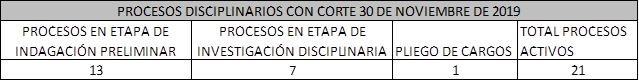 PROCESOS DISCIPLINARIOS CON CORTE 30 DE NOVIEMBRE DE 2019
PROCESOS EN ETAPA DE
INDAGACIÓN PRELIMINAR
PROCESOS EN ETAPA DE
INVESTIGACIÓN DISCIPLINARIA
PLIEGO DE CARGOS
TOTAL PROCESOS
ACTIVOS
13
7
1
21